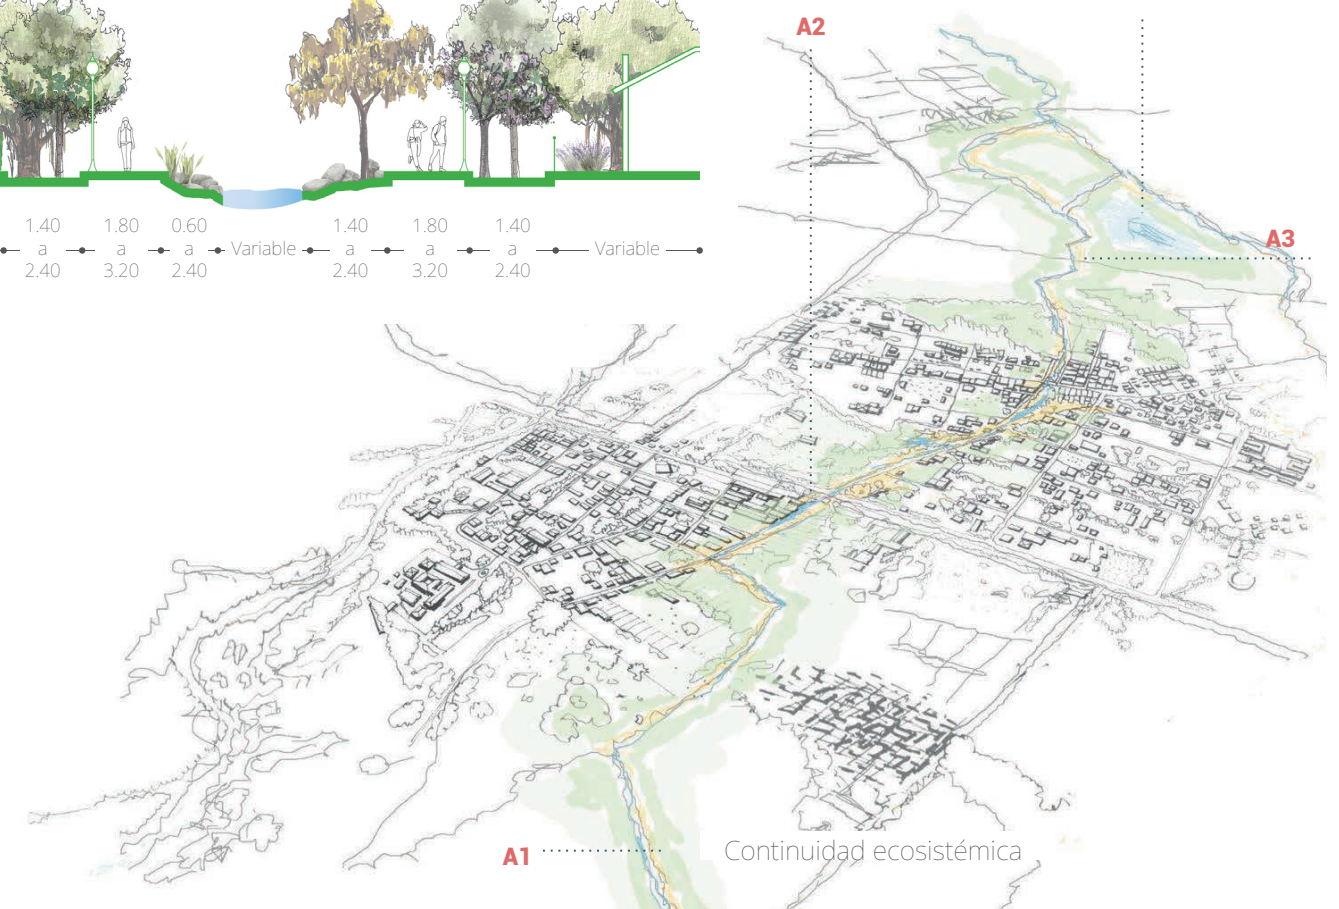 A2
A3
1.40 1.80 0.60 1.40 1.80 1.40
a a a Variable a a a Variable
2.40 3.20 2.40 2.40 3.20 2.40
A1
Continuidad ecosistémica